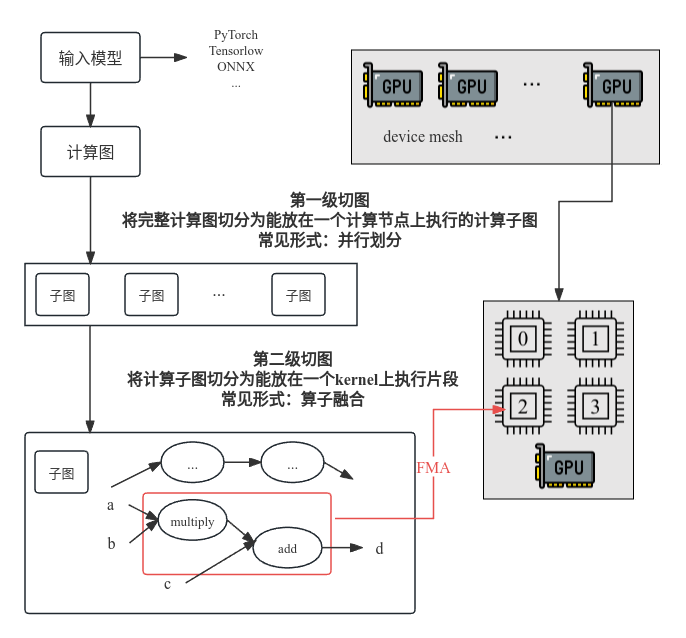 输入模型
PyTorch
Tensorlow
ONNX
...
GPU
GPU
...
GPU
device mesh
...
计算图
第一级切图
将完整计算图切分为能放在一个计算节点上执行的计算子图
常见形式：并行划分
子图
子图
...
子图
0
1
2
3
GPU
第二级切图
将计算子图切分为能放在一个kernel上执行片段
常见形式：算子融合
子图
...
...
a
multiply
b
add
d
c
FMA